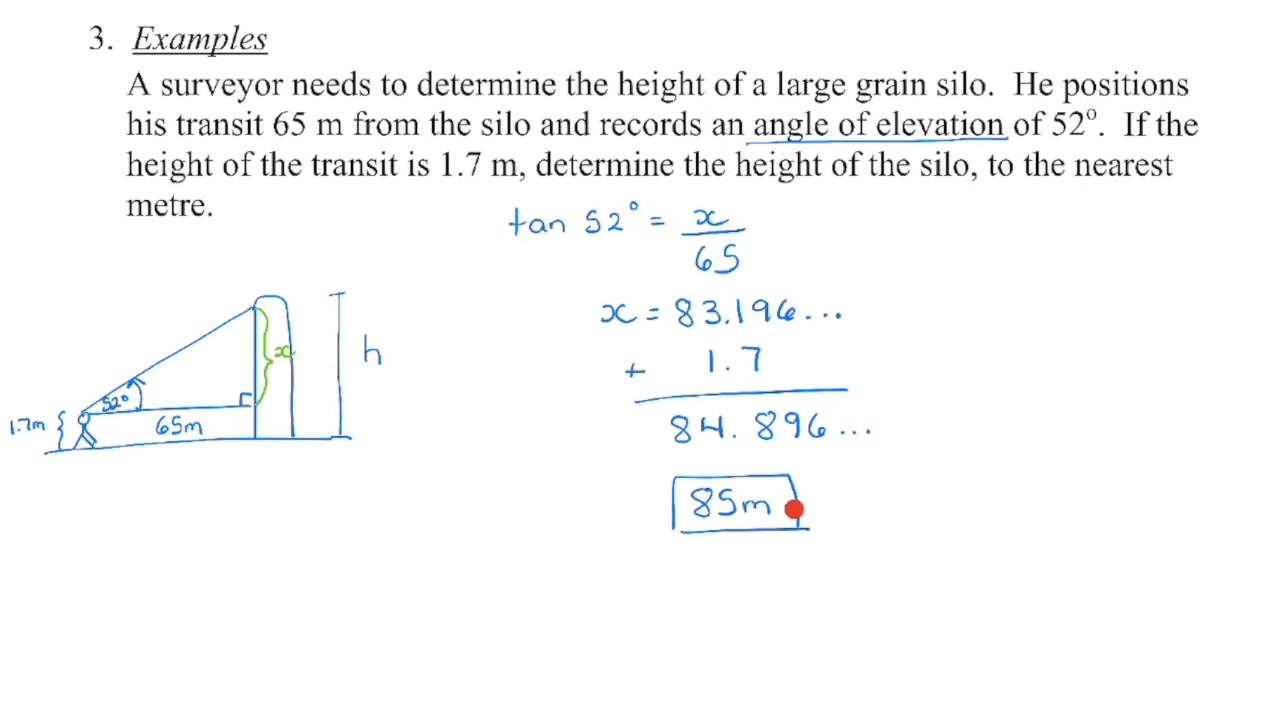 3. Examples
A surveyor needs to determine the height of a large grain silo. He positions
his transit 65 m from the silo and records an angle of elevation of 52°. If the
height of the transit is 1.7 m, determine the height of the silo, to the nearest
metre.
tan 52° = x
65
x = 83.196...
+ 1.7
84.896...
85m
h
x
52°
1.7m
65m